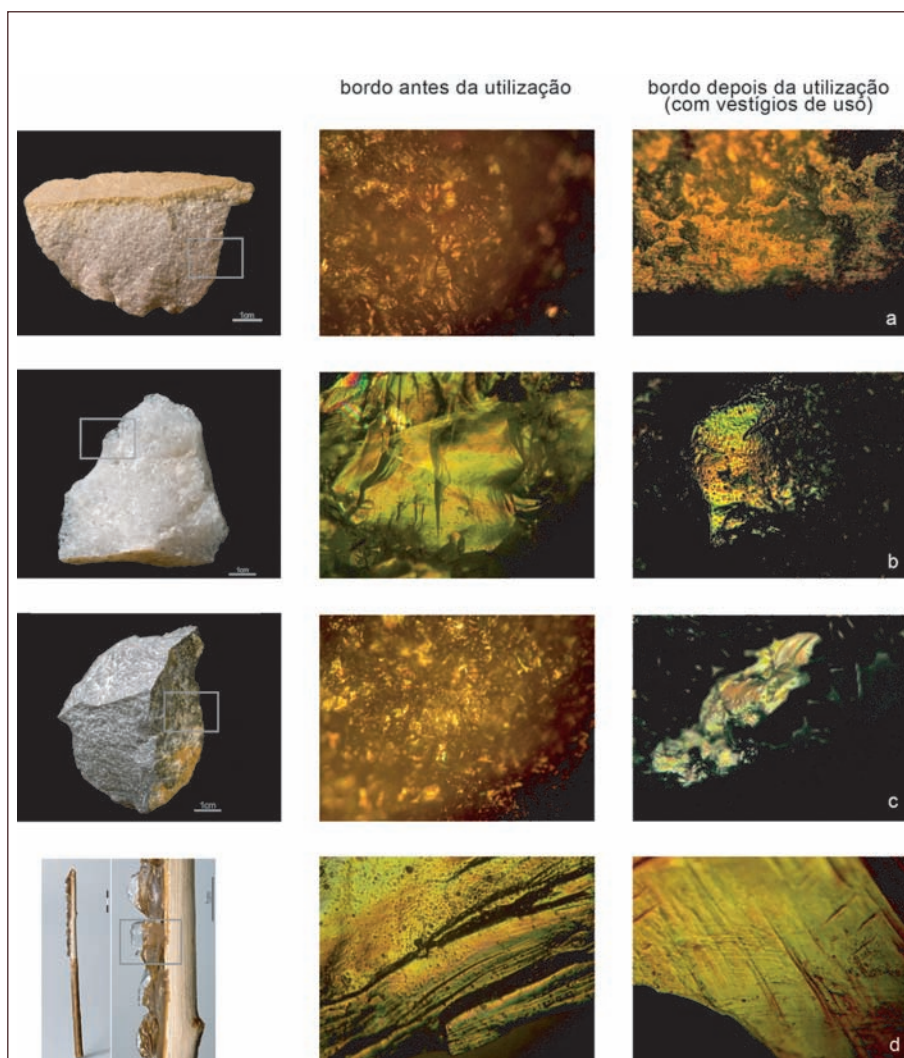 bordo antes da utilização
bordo depois da utilização
(com vestígios de uso)
1cm
a
1cm
b
1cm
c
d